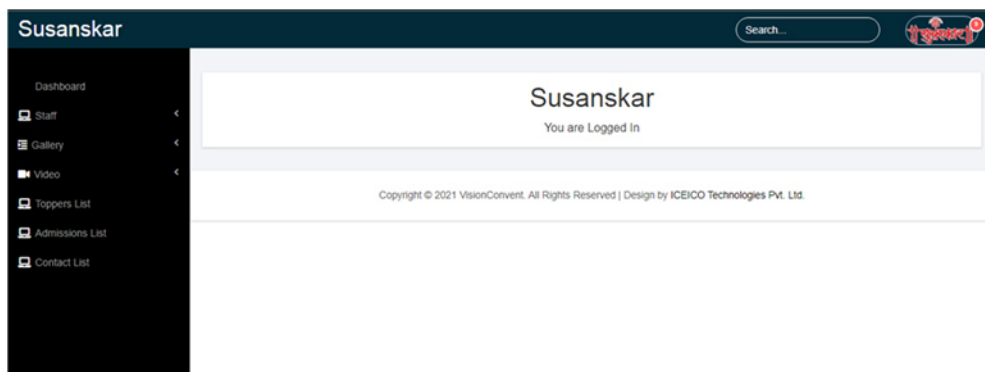 Susanskar
Search...
Dashboard
Staff
Gallery
Video
Toppers List
Admissions List
Contact List
Susanskar
You are Logged In
Copyright © 2021 VisionConvent. All Rights Reserved | Design by ICEICO Technologies Pvt. Ltd.